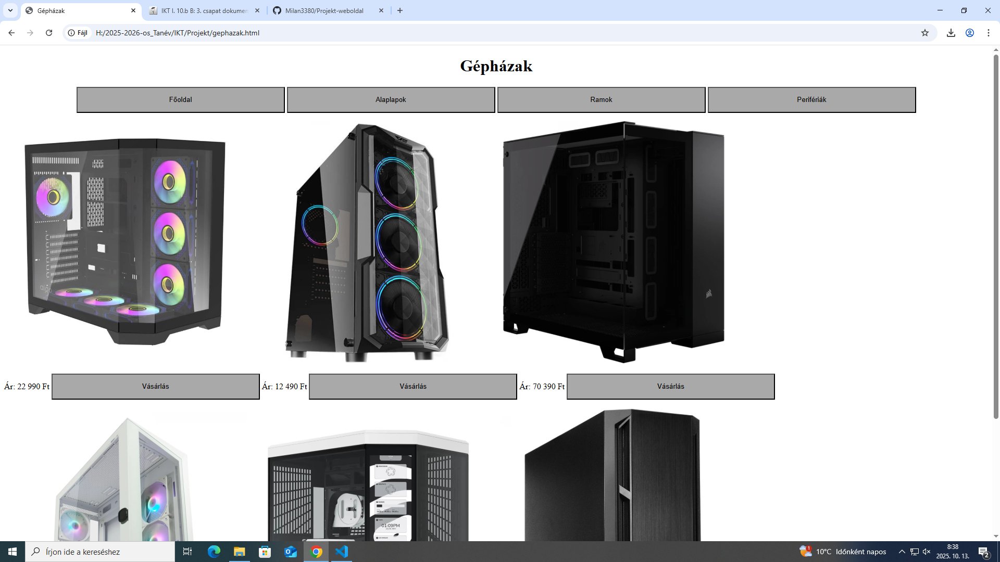 Gépházak
IKT I. 10.b B: 3. csapat dokumen
Milan3380/Projekt-weboldal
Fájl
H:/2025-2026-os_Tanév/IKT/Projekt/gephazak.html
Gépházak
Főoldal
Alaplapok
Ramok
Perifériák
aigo
Ár: 22 990 Ft
Vásárlás
Ár: 12 490 Ft
Vásárlás
Ár: 70 390 Ft
Vásárlás
01:09PM
Írjon ide a kereséshez
1
10°C Időnként napos
8:38
2025. 10. 13.
2